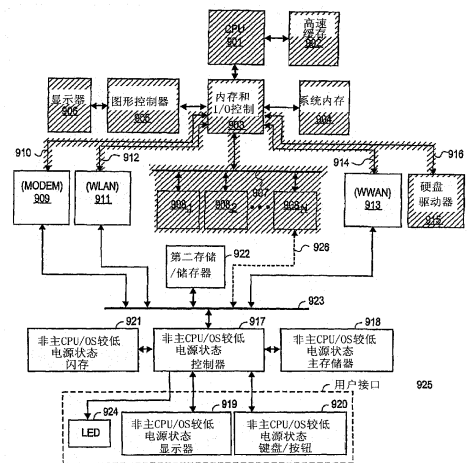 CPU
901
高速
缓存
902
显示器
906
图形控制器
905
内存和
I/O控制
903
系统内存
904
910
912
914
916
(MODEM)
909
(WLAN)
911
907
908 1
908 2
908 N
(WWAN)
913
硬盘
驱动器
915
926
第二存储
/储存器
922
923
921
非主CPU/OS较低
电源状态
闪存
917
非主CPU/OS较低
电源状态
控制器
918
非主CPU/OS较低
电源状态
主存储器
用户接口
925
924
LED
919
非主CPU/OS较低
电源状态
显示器
920
非主CPU/OS较低
电源状态
键盘/按钮